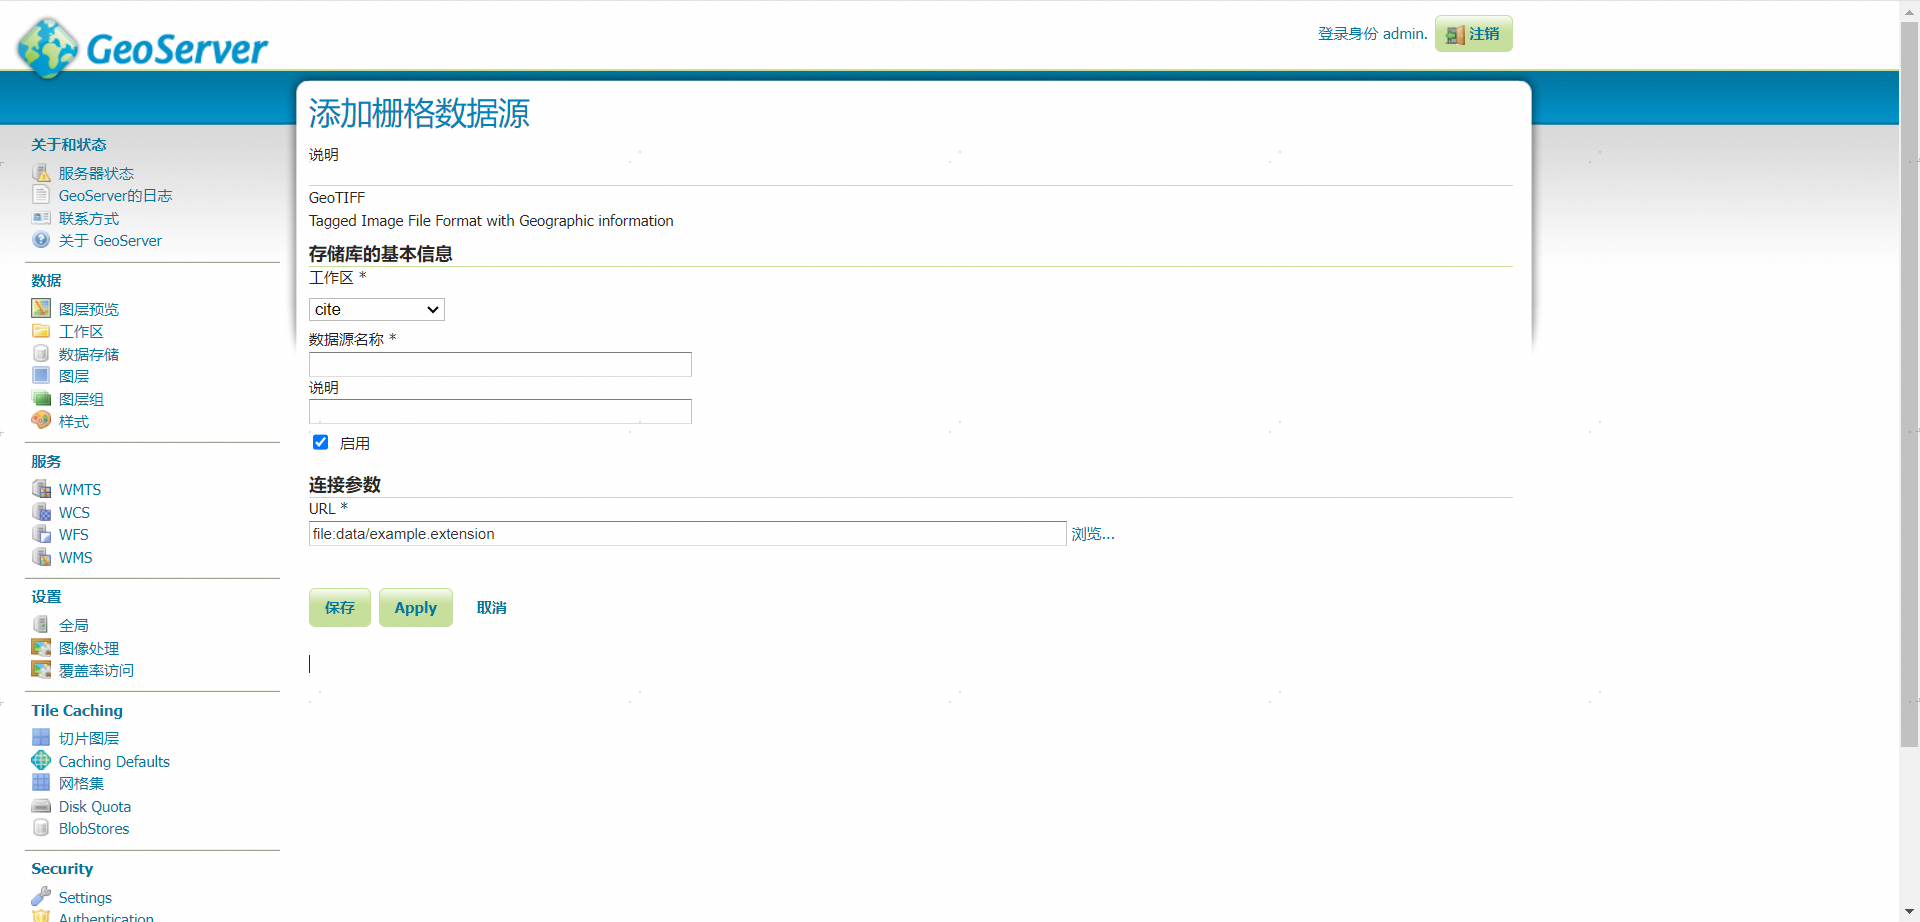 GeoServer
登录身份 admin.
注销
添加栅格数据源
说明
GeoTIFF
Tagged Image File Format with Geographic information
存储库的基本信息
工作区 *
cite
数据源名称 *
说明
启用
连接参数
URL *
file:data/example.extension
浏览...
保存
Apply
取消
关于和状态
服务器状态
GeoServer的日志
联系方式
关于 GeoServer
数据
图层预览
工作区
数据存储
图层
图层组
样式
服务
WMTS
WCS
WFS
WMS
设置
全局
图像处理
覆盖率访问
Tile Caching
切片图层
Caching Defaults
网格集
Disk Quota
BlobStores
Security
Settings
Authentication